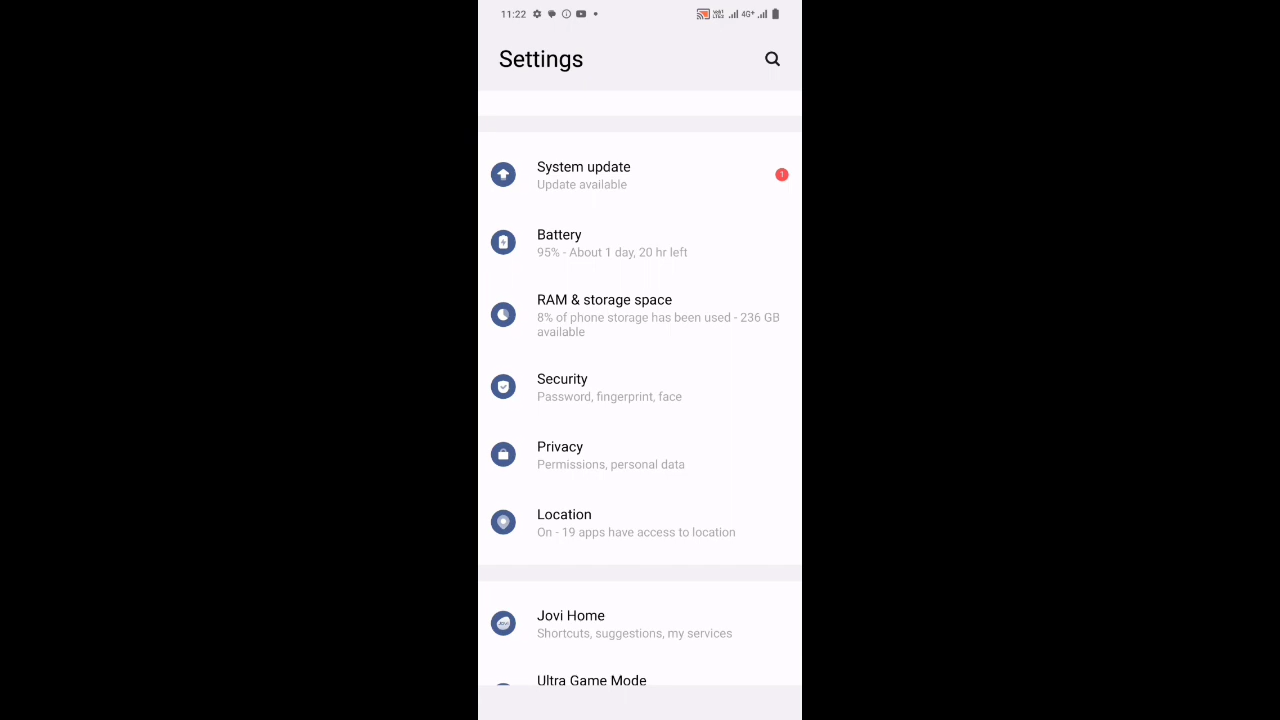 11:22 4G+
Settings
System update
Update available
1
Battery
95% - About 1 day, 20 hr left
RAM & storage space
8% of phone storage has been used - 236 GB
available
Security
Password, fingerprint, face
Privacy
Permissions, personal data
Location
On - 19 apps have access to location
Jovi Home
Shortcuts, suggestions, my services
Ultra Game Mode